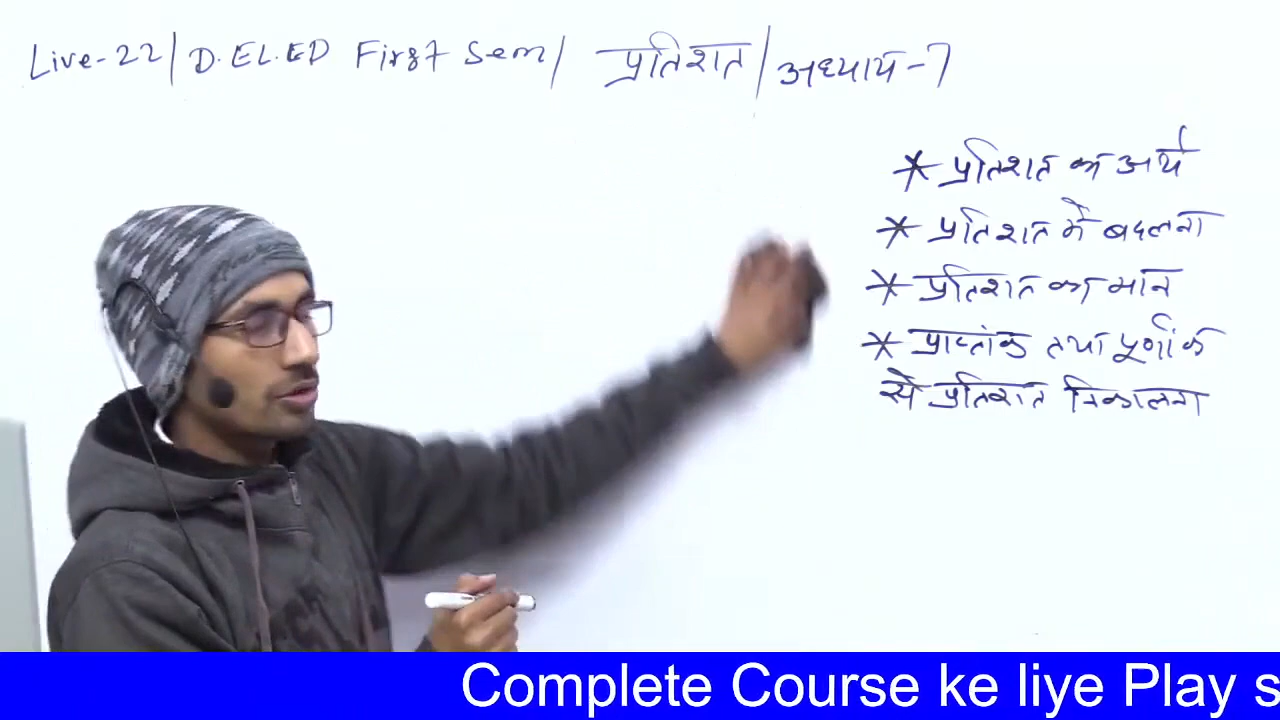 Live-22 | D.EL.ED First Sem / प्रतिशत / अध्याय-7
* प्रतिशत का अर्थ
* प्रतिशत में बदलना
* प्रतिशत का मान
* प्राप्तांक तथा पूर्णांक
से प्रतिशत निकालना
Complete Course ke liye Play s